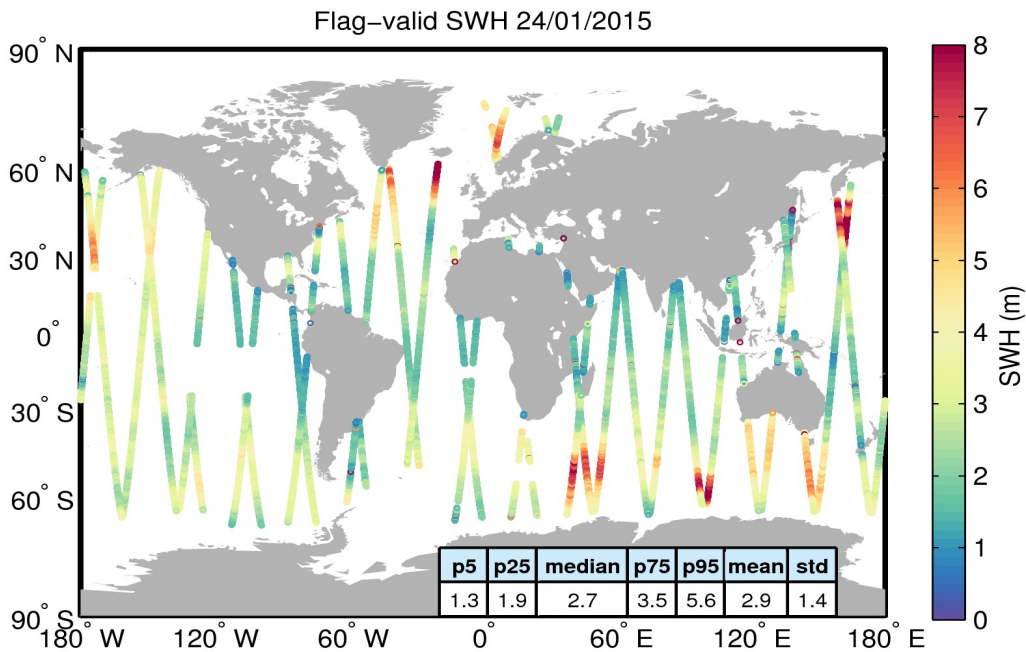 Flag−valid SWH 24/01/2015
90° N
60° N
30° N
0°
30° S
60° S
90° S
180° W
120° W
60° W
0°
60° E
120° E
180° E
p5 p25 median p75 p95 mean std
1.3 1.9 2.7 3.5 5.6 2.9 1.4
8
7
6
5
4
3
2
1
0
SWH (m)